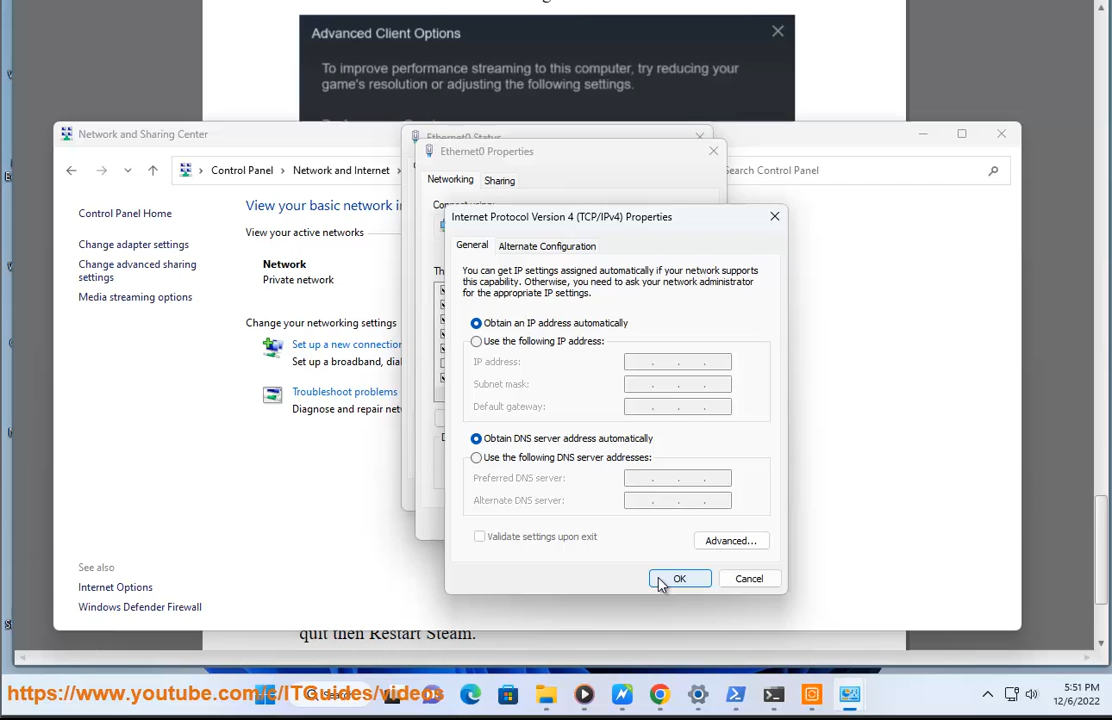 Advanced Client Options
To improve performance streaming to this computer, try reducing your
game's resolution or adjusting the following settings.
Network and Sharing Center
Ethernet0 Status
Ethernet0 Properties
Control Panel
Network and Internet
Search Control Panel
Networking
Sharing
Control Panel Home
Change adapter settings
Change advanced sharing
settings
Media streaming options
View your basic network i
View your active networks
Network
Private network
Change your networking settings
Set up a new connection
Set up a broadband, dial
Troubleshoot problems
Diagnose and repair net
See also
Internet Options
Windows Defender Firewall
Internet Protocol Version 4 (TCP/IPv4) Properties
General
Alternate Configuration
You can get IP settings assigned automatically if your network supports
this capability. Otherwise, you need to ask your network administrator
for the appropriate IP settings.
Obtain an IP address automatically
Use the following IP address:
IP address:
Subnet mask:
Default gateway:
Obtain DNS server address automatically
Use the following DNS server addresses:
Preferred DNS server:
Alternate DNS server:
Validate settings upon exit
Advanced...
OK
Cancel
quit then Restart Steam.
https://www.youtube.com/c/ITGuides/videos
5:51 PM
12/6/2022